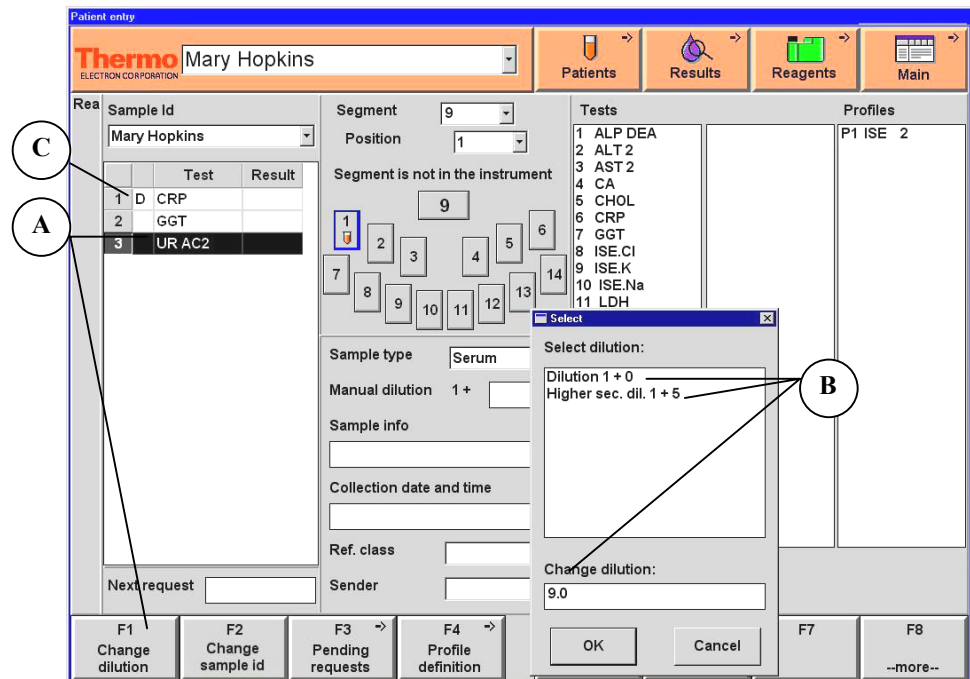 Patient entry
Thermo
ELECTRON CORPORATION
Mary Hopkins
Patients
Results
Reagents
Main
Rea
Sample Id
Mary Hopkins
Test Result
1 D CRP
2 GGT
3 UR AC2
Next request
Segment 9
Position 1
Segment is not in the instrument
9
1
2
3
4
5
6
7
8
9
10
11
12
13
14
Sample type Serum
Manual dilution 1 +
Sample info
Collection date and time
Ref. class
Sender
Tests
1 ALP DEA
2 ALT 2
3 AST 2
4 CA
5 CHOL
6 CRP
7 GGT
8 ISE.Cl
9 ISE.K
10 ISE.Na
11 LDH
Profiles
P1 ISE 2
Select
Select dilution:
Dilution 1 + 0
Higher sec. dil. 1 + 5
Change dilution:
9.0
OK
Cancel
F1
Change
dilution
F2
Change
sample id
F3
Pending
requests
F4
Profile
definition
F7
F8
--more--
C
A
B